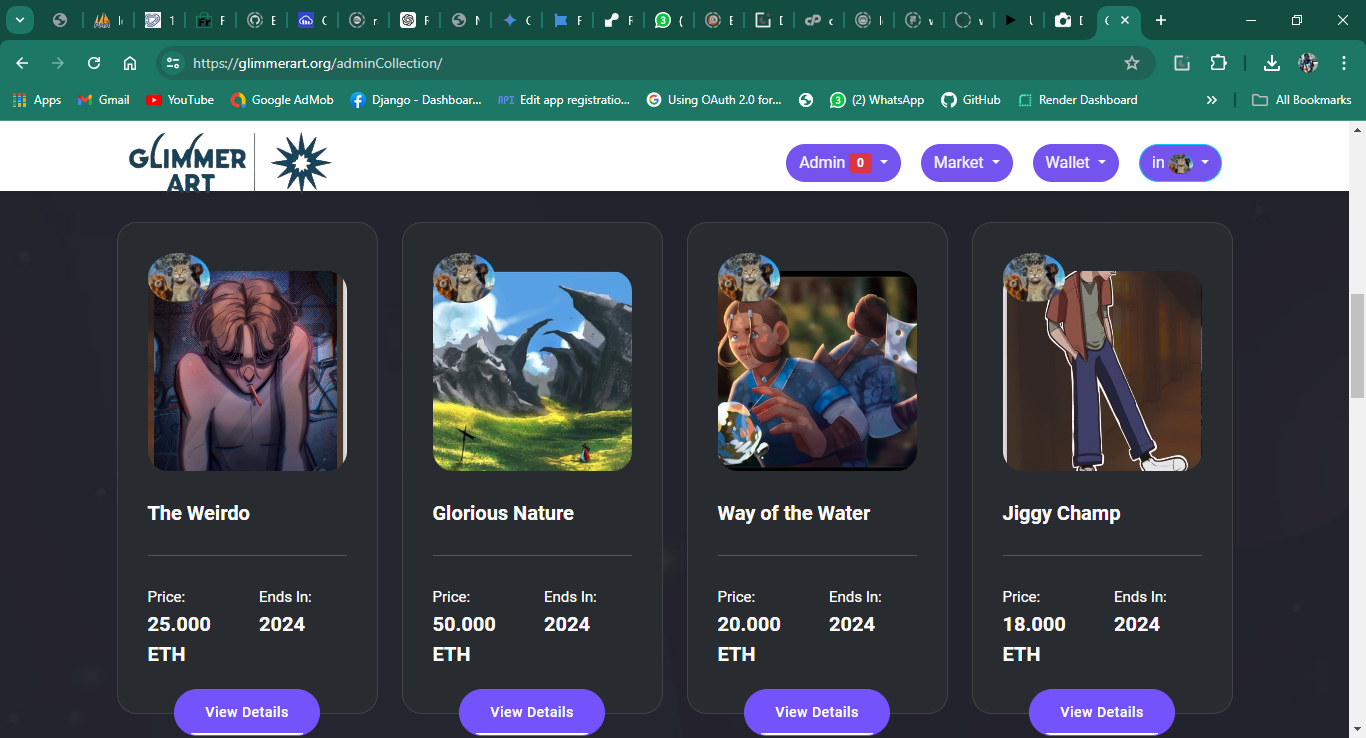 https://glimmerart.org/adminCollection/
Apps
Gmail
YouTube
Google AdMob
Django - Dashboar...
API Edit app registratio...
Using OAuth 2.0 for...
(2) WhatsApp
GitHub
Render Dashboard
All Bookmarks
GLIMMER
ART
Admin 0
Market
Wallet
in
The Weirdo
Glorious Nature
Way of the Water
Jiggy Champ
Price: Ends In:
25.000 2024
ETH
Price: Ends In:
50.000 2024
ETH
Price: Ends In:
20.000 2024
ETH
Price: Ends In:
18.000 2024
ETH
View Details
View Details
View Details
View Details